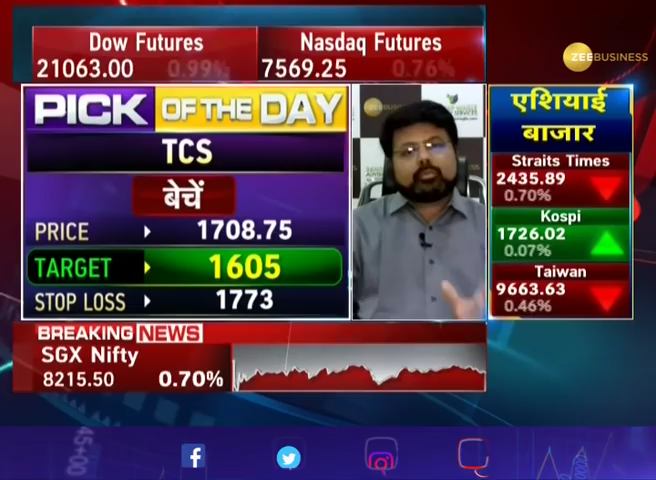 Dow Futures
21063.00 0.99%
Nasdaq Futures
7569.25 0.76%
ZEE BUSINESS
PICK OF THE DAY
TCS
बेचें
PRICE 1708.75
TARGET 1605
STOP LOSS 1773
एशियाई
बाजार
Straits Times
2435.89
0.70%
Kospi
1726.02
0.07%
Taiwan
9663.63
0.46%
BREAKING NEWS
SGX Nifty
8215.50 0.70%
45+00